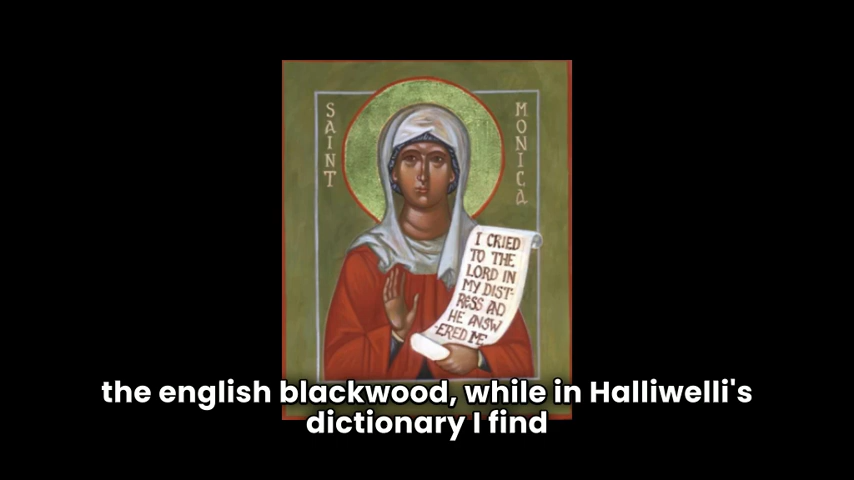 SAINT
MONICA
I CRIED
TO THE
LORD IN
MY DIST-
RESS AND
HE ANSW
-ERED ME
the english blackwood, while in Halliwelli's
dictionary I find